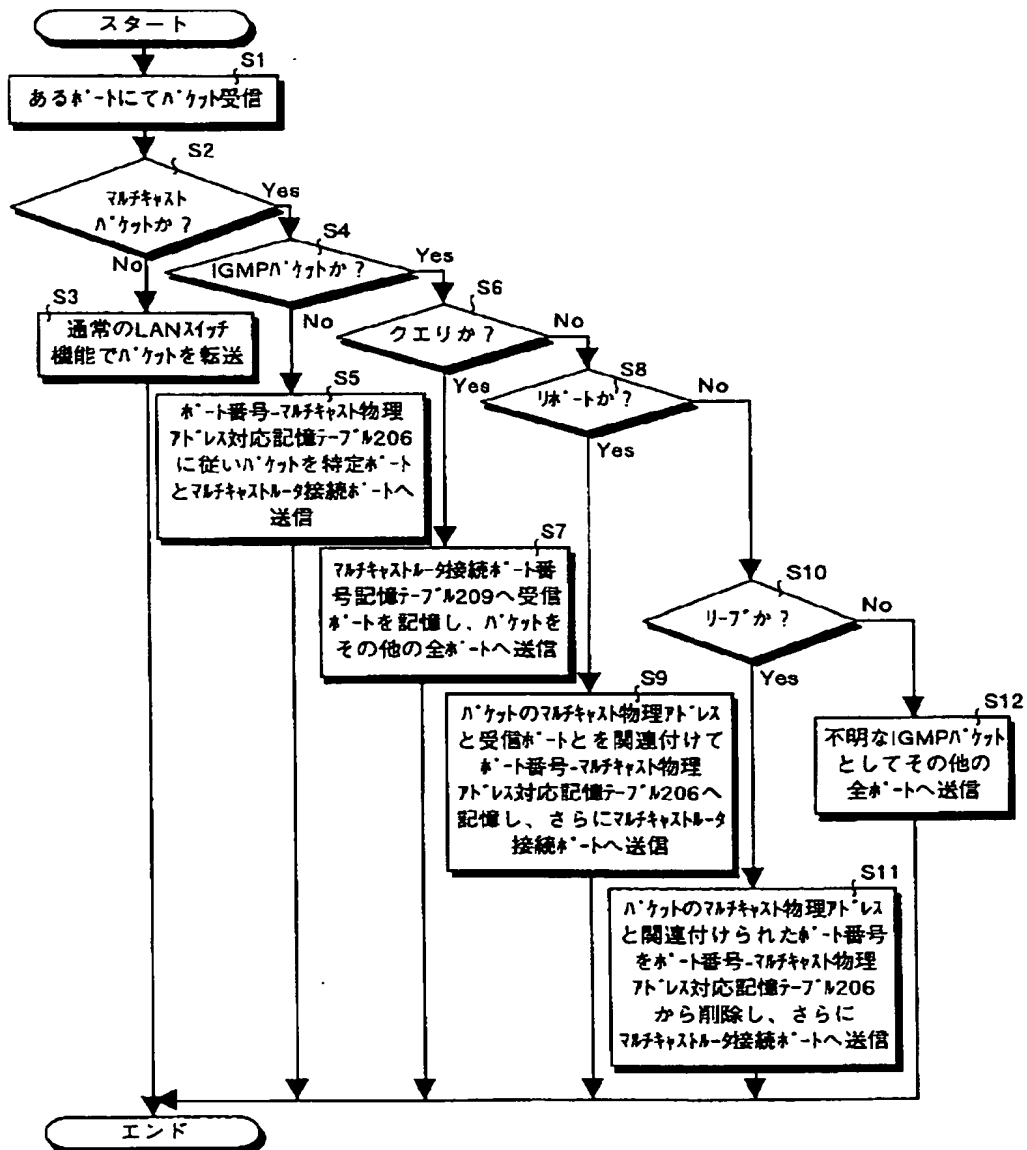 スタート
S1
あるポートにてパケット受信
S2
マルチキャスト
パケットか？
Yes
No
S3
通常のLANスイッチ
機能でパケットを転送
S4
IGMPパケットか？
Yes
No
S5
ポート番号-マルチキャスト物理
アドレス対応記憶テーブル206
に従いパケットを特定ポート
とマルチキャストルータ接続ポートへ
送信
S6
クエリか？
No
Yes
S7
マルチキャストルータ接続ポート番
号記憶テーブル209へ受信
ポートを記憶し、パケットを
その他の全ポートへ送信
S8
リポートか？
No
Yes
S9
パケットのマルチキャスト物理アドレス
と受信ポートとを関連付けて
ポート番号-マルチキャスト物理
アドレス対応記憶テーブル206へ
記憶し、さらにマルチキャストルータ
接続ポートへ送信
S10
リーブか？
No
Yes
S11
パケットのマルチキャスト物理アドレス
と関連付けられたポート番号
をポート番号-マルチキャスト物理
アドレス対応記憶テーブル206
から削除し、さらに
マルチキャストルータ接続ポートへ送信
S12
不明なIGMPパケット
としてその他の
全ポートへ送信
エンド